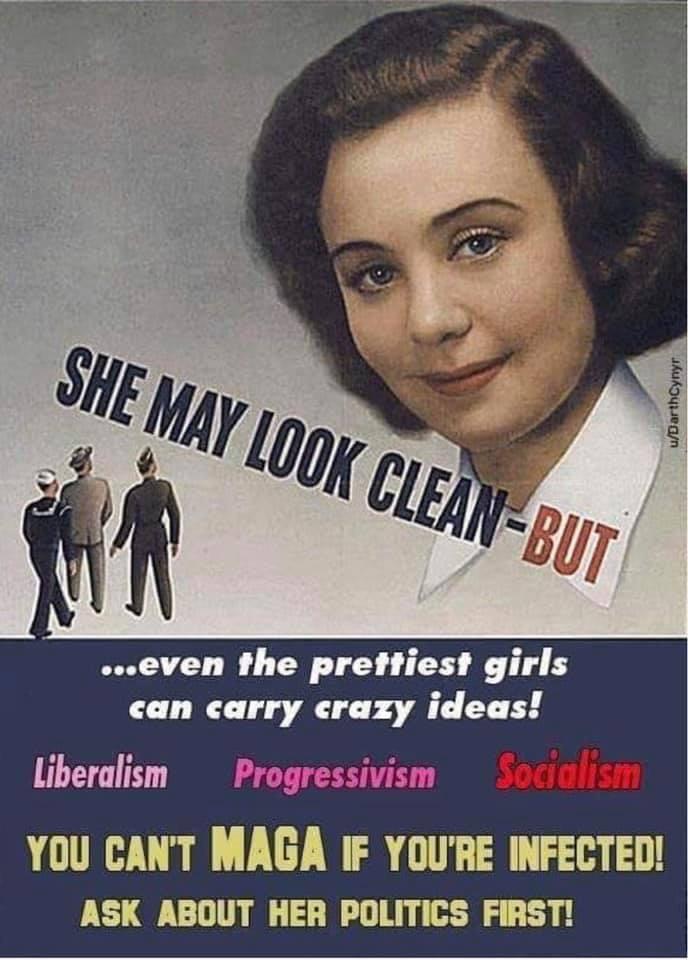 SHE MAY LOOK CLEAN-BUT
u/DarthCynyr
...even the prettiest girls
can carry crazy ideas!
Liberalism Progressivism Socialism
YOU CAN'T MAGA IF YOU'RE INFECTED!
ASK ABOUT HER POLITICS FIRST!